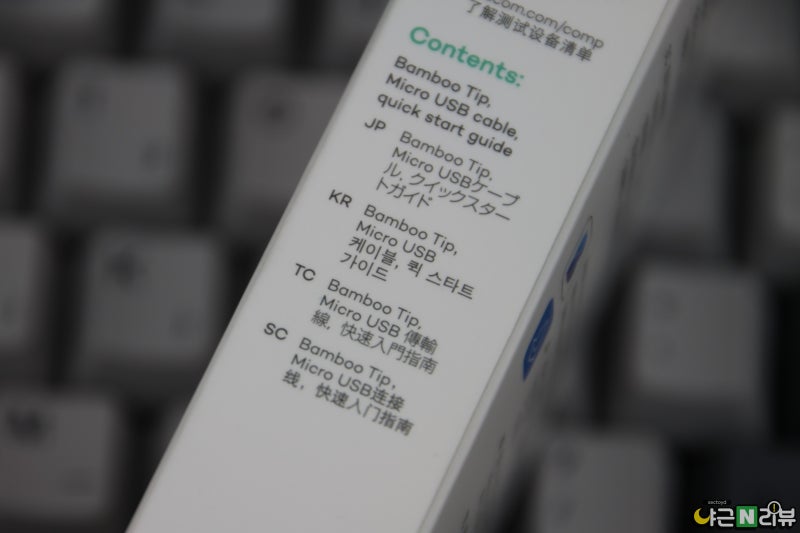 com.com/comp
了解测试设备清单
Contents:
Bamboo Tip,
Micro USB cable,
quick start guide
JP Bamboo Tip,
Micro USBケーブ
ル, クイックスター
トガイド
KR Bamboo Tip,
Micro USB
케이블, 퀵 스타트
가이드
TC Bamboo Tip,
Micro USB 傳輸
線, 快速入門指南
SC Bamboo Tip,
Micro USB连接
线，快速入门指南
sectoyd
나근N리뷰